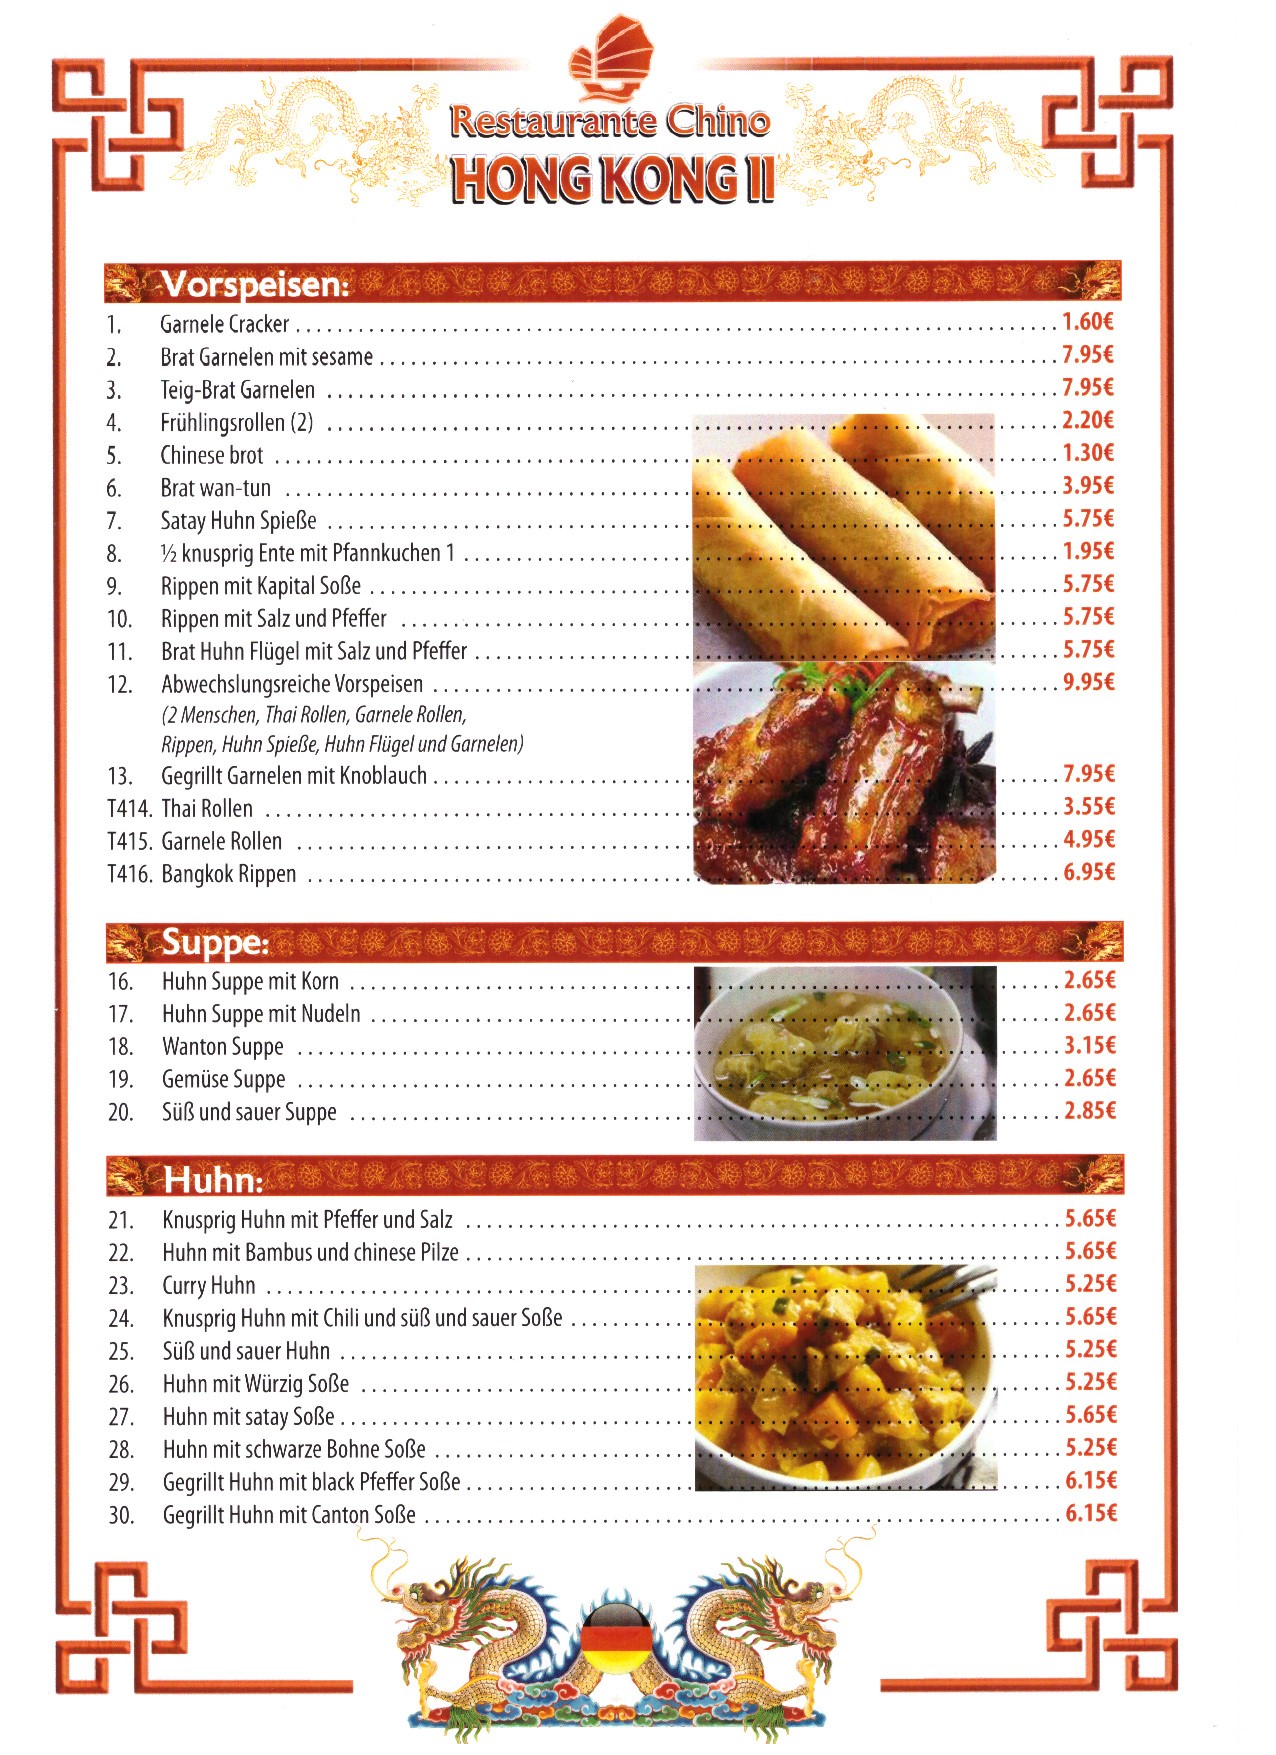 Restaurante Chino
HONG KONG II
Vorspeisen:
1. Garnele Cracker 1.60€
2. Brat Garnelen mit sesame 7.95€
3. Teig-Brat Garnelen 7.95€
4. Frühlingsrollen (2) 2.20€
5. Chinese brot 1.30€
6. Brat wan-tun 3.95€
7. Satay Huhn Spieße 5.75€
8. ½ knusprig Ente mit Pfannkuchen 1 1.95€
9. Rippen mit Kapital Soße 5.75€
10. Rippen mit Salz und Pfeffer 5.75€
11. Brat Huhn Flügel mit Salz und Pfeffer 5.75€
12. Abwechslungsreiche Vorspeisen 9.95€
(2 Menschen, Thai Rollen, Garnele Rollen,
Rippen, Huhn Spieße, Huhn Flügel und Garnelen)
13. Gegrillt Garnelen mit Knoblauch 7.95€
T414. Thai Rollen 3.55€
T415. Garnele Rollen 4.95€
T416. Bangkok Rippen 6.95€
Suppe:
16. Huhn Suppe mit Korn 2.65€
17. Huhn Suppe mit Nudeln 2.65€
18. Wanton Suppe 3.15€
19. Gemüse Suppe 2.65€
20. Süß und sauer Suppe 2.85€
Huhn:
21. Knusprig Huhn mit Pfeffer und Salz 5.65€
22. Huhn mit Bambus und chinese Pilze 5.65€
23. Curry Huhn 5.25€
24. Knusprig Huhn mit Chili und süß und sauer Soße 5.65€
25. Süß und sauer Huhn 5.25€
26. Huhn mit Würzig Soße 5.25€
27. Huhn mit satay Soße 5.65€
28. Huhn mit schwarze Bohne Soße 5.25€
29. Gegrillt Huhn mit black Pfeffer Soße 6.15€
30. Gegrillt Huhn mit Canton Soße 6.15€